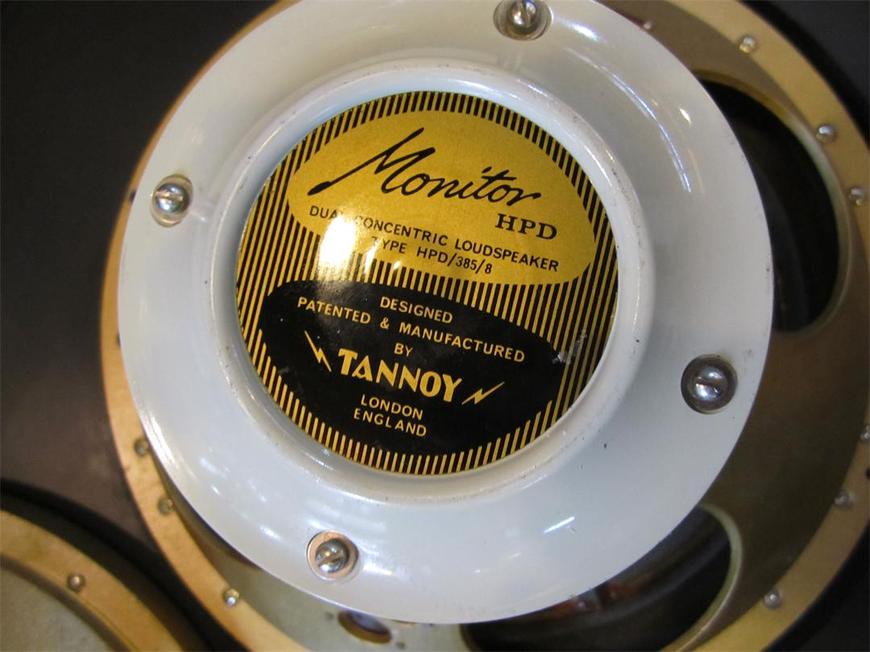 Monitor
HPD
DUAL CONCENTRIC LOUDSPEAKER
TYPE HPD/385/8
DESIGNED
PATENTED & MANUFACTURED
BY
TANNOY
LONDON
ENGLAND